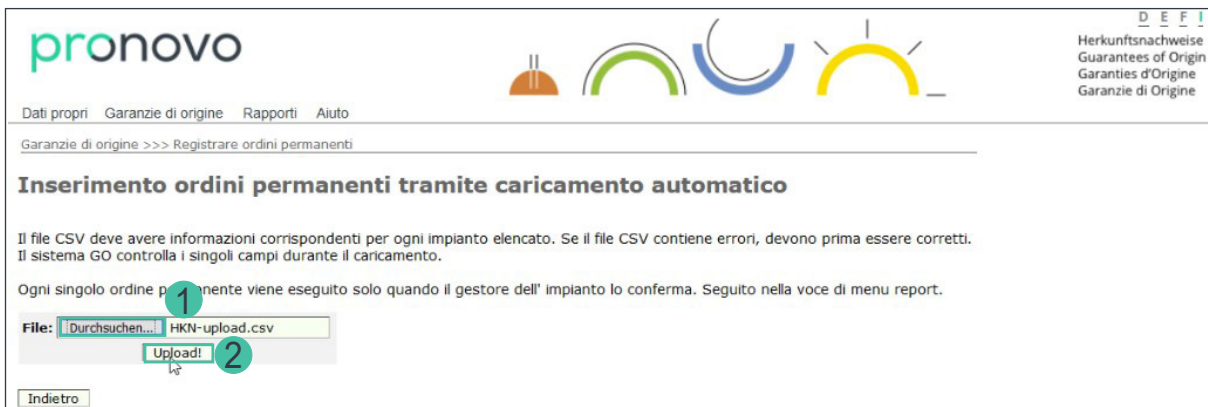 pronovo
D E F I
Herkunftsnachweise
Guarantees of Origin
Garanties d'Origine
Garanzie di Origine
Dati propri Garanzie di origine Rapporti Aiuto
Garanzie di origine >>> Registrare ordini permanenti
Inserimento ordini permanenti tramite caricamento automatico
Il file CSV deve avere informazioni corrispondenti per ogni impianto elencato. Se il file CSV contiene errori, devono prima essere corretti.
Il sistema GO controlla i singoli campi durante il caricamento.
Ogni singolo ordine p nente viene eseguito solo quando il gestore dell' impianto lo conferma. Seguito nella voce di menu report.
1
File: Durchsuchen... HKN-upload.csv
Upload! 2
Indietro